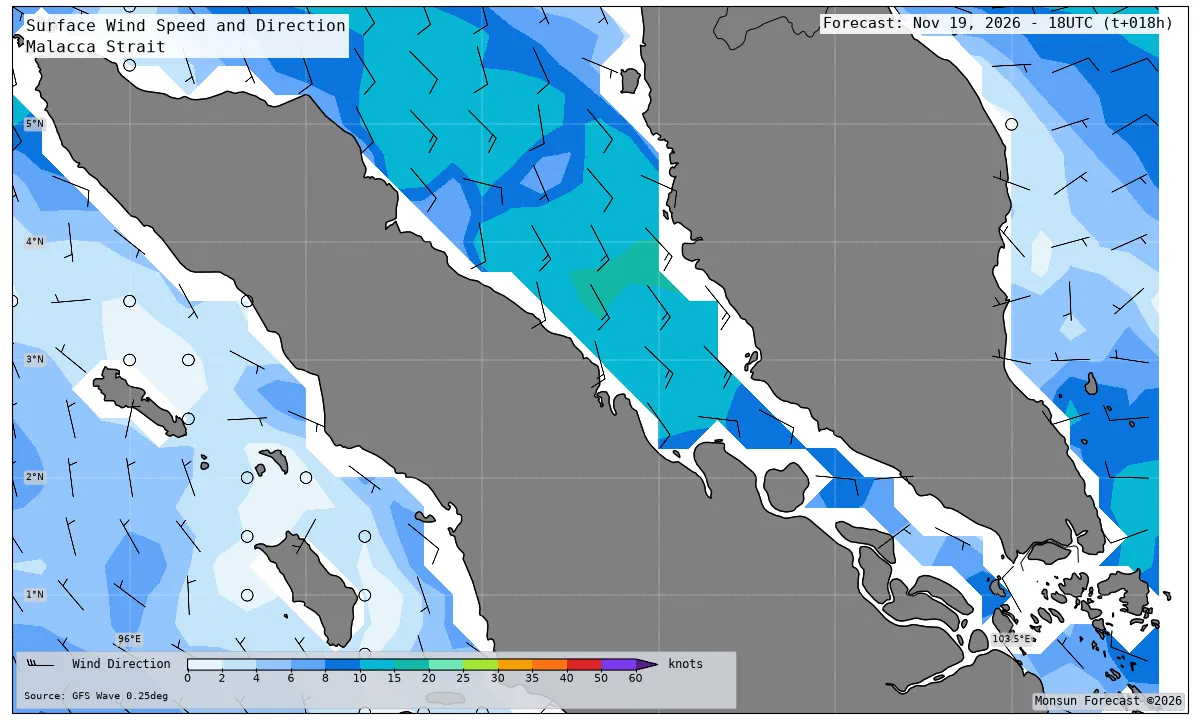 Surface Wind Speed and Direction
Malacca Strait
Forecast: Nov 19, 2026 - 18UTC (t+018h)
5°N
4°N
3°N
2°N
1°N
96°E
103.5°E
Wind Direction
knots
0 2 4 6 8 10 15 20 25 30 35 40 50 60
Source: GFS Wave 0.25deg
Monsun Forecast ©2026